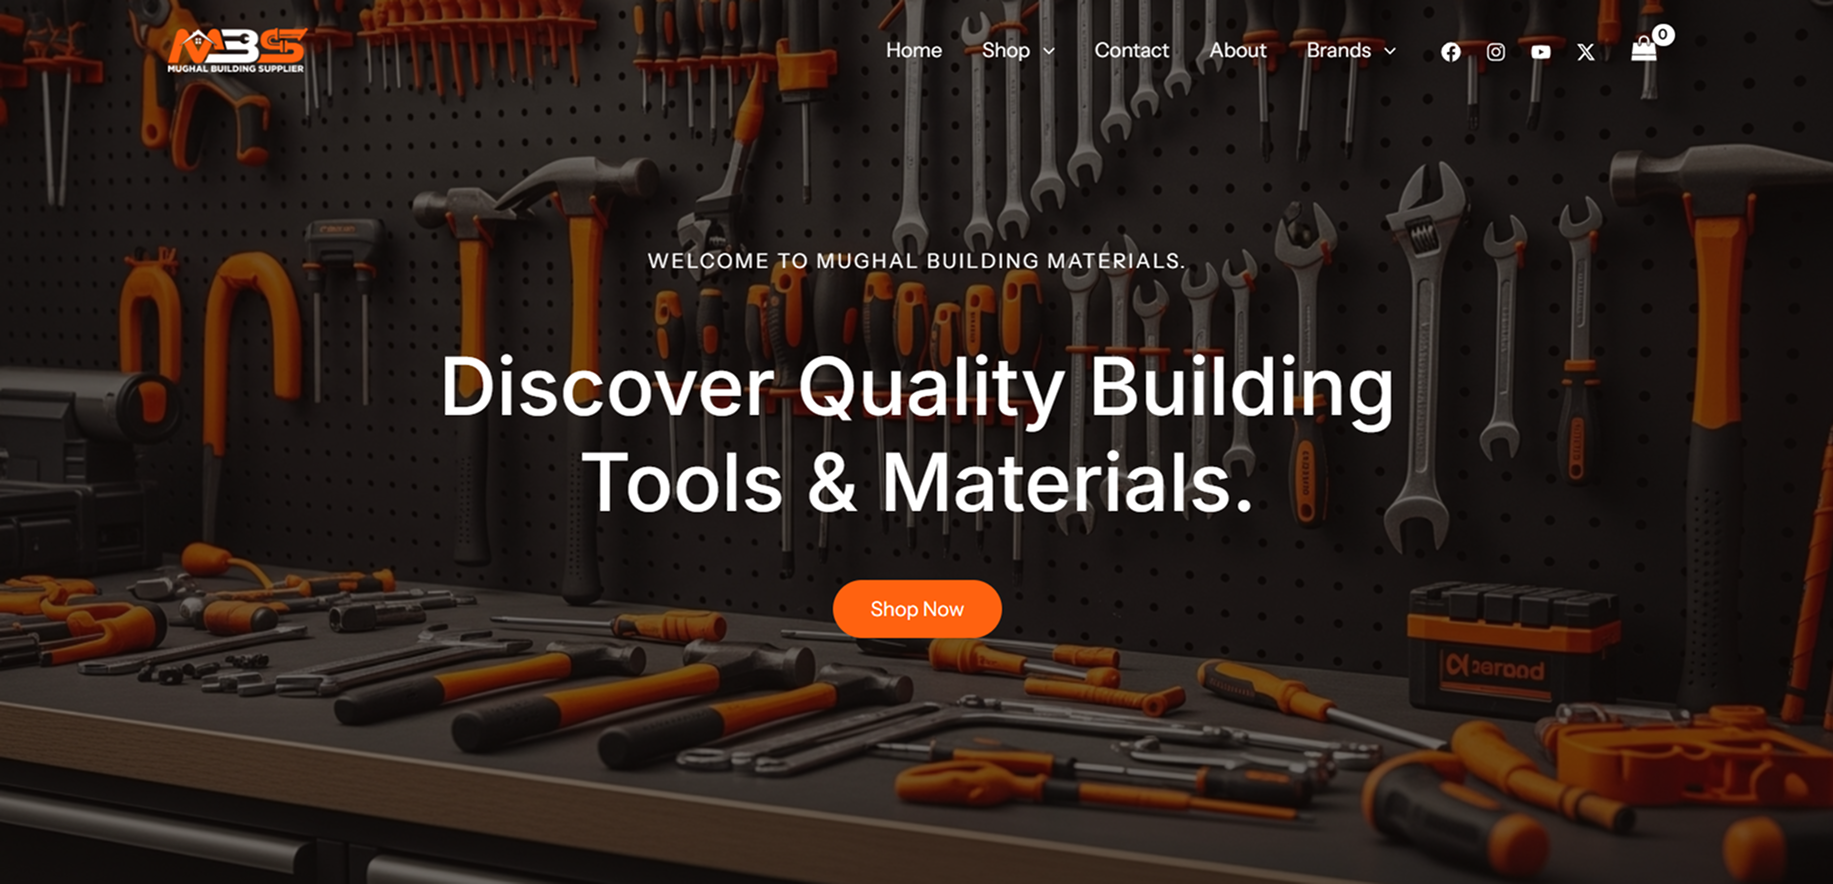 MBS
MUGHAL BUILDING SUPPLIER
Home
Shop
Contact
About
Brands
0
WELCOME TO MUGHAL BUILDING MATERIALS.
Discover Quality Building
Tools & Materials.
Shop Now